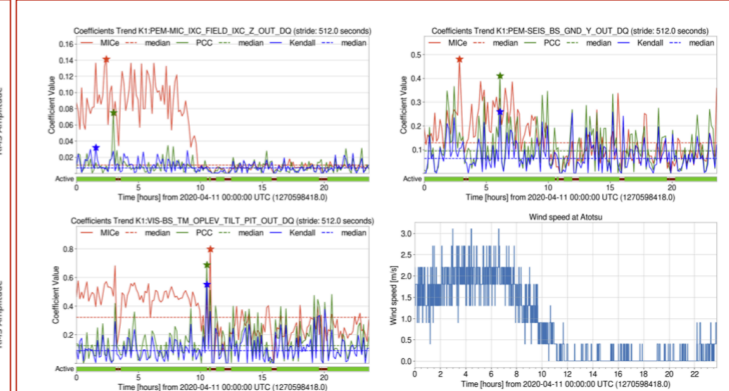 Coefficients Trend K1:PEM-MIC_IXC_FIELD_IXC_Z_OUT_DQ (stride: 512.0 seconds)
MICe median PCC median Kendall median
Coefficient Value
0.16
0.14
0.12
0.10
0.08
0.06
0.04
0.02
Active
0 5 10 15 20
Time [hours] from 2020-04-11 00:00:00 UTC (1270598418.0)
Coefficients Trend K1:PEM-SEIS_BS_GND_Y_OUT_DQ (stride: 512.0 seconds)
MICe median PCC median Kendall median
Coefficient Value
0.5
0.4
0.3
0.2
0.1
Active
0 5 10 15 20
Time [hours] from 2020-04-11 00:00:00 UTC (1270598418.0)
Coefficients Trend K1:VIS-BS_TM_OPLEV_TILT_PIT_OUT_DQ (stride: 512.0 seconds)
MICe median PCC median Kendall median
Coefficient Value
0.8
0.6
0.4
0.2
Active
0 5 10 15 20
Time [hours] from 2020-04-11 00:00:00 UTC (1270598418.0)
Wind speed at Atotsu
Wind speed [m/s]
3.0
2.5
2.0
1.5
1.0
0.5
0.0
0 2 4 6 8 10 12 14 16 18 20 22
Time [hours] from 2020-04-11 00:00:00 UTC (1270598418.0)